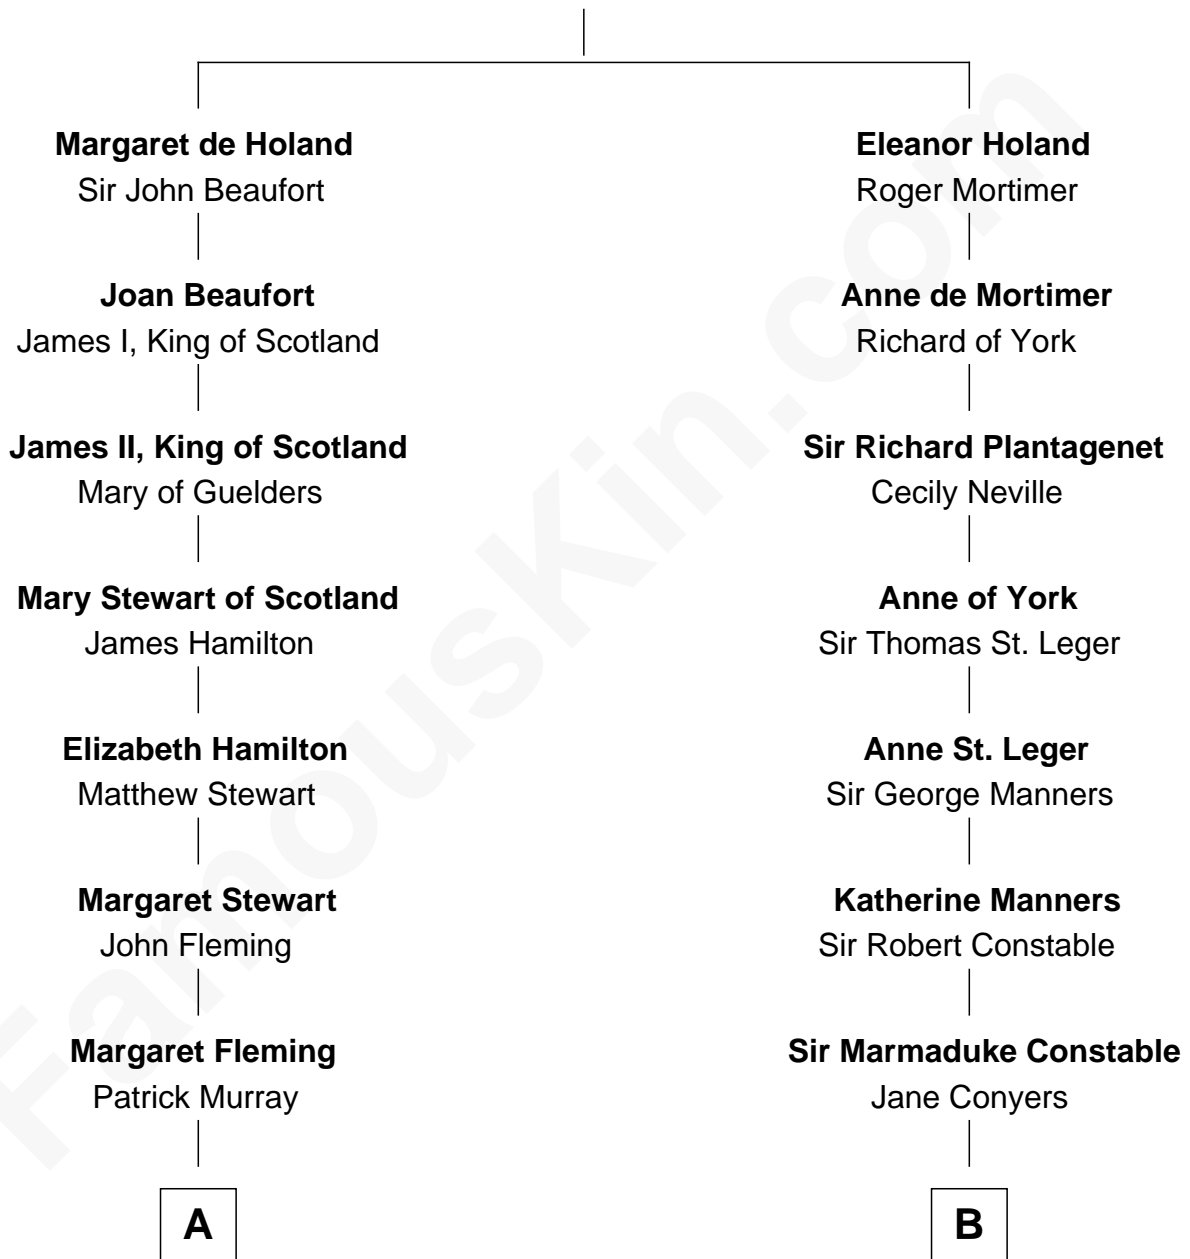 Margaret de Holand
Sir John Beaufort
Joan Beaufort
James I, King of Scotland
James II, King of Scotland
Mary of Guelders
Mary Stewart of Scotland
James Hamilton
Elizabeth Hamilton
Matthew Stewart
Margaret Stewart
John Fleming
Margaret Fleming
Patrick Murray
A
Eleanor Holand
Roger Mortimer
Anne de Mortimer
Richard of York
Sir Richard Plantagenet
Cecily Neville
Anne of York
Sir Thomas St. Leger
Anne St. Leger
Sir George Manners
Katherine Manners
Sir Robert Constable
Sir Marmaduke Constable
Jane Conyers
B
FamousKin.com